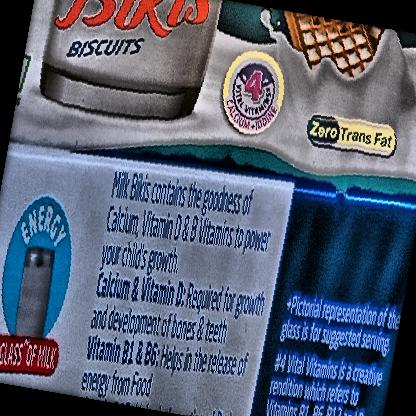 Bikis
BISCUITS
4
VITAL VITAMINS#
CALCIUM + IODINE
Zero Trans Fat
ENERGY
GLASS+ OF MILK
Milk Bikis contains the goodness of
Calcium, Vitamin D & B Vitamins to power
your child's growth.
Calcium & Vitamin D: Required for growth
and development of bones & teeth
Vitamin B1 & B6: Helps in the release of
energy from Food
+Pictorial representation of the
glass is for suggested serving.
#4 Vital Vitamins is a creative
rendition which refers to